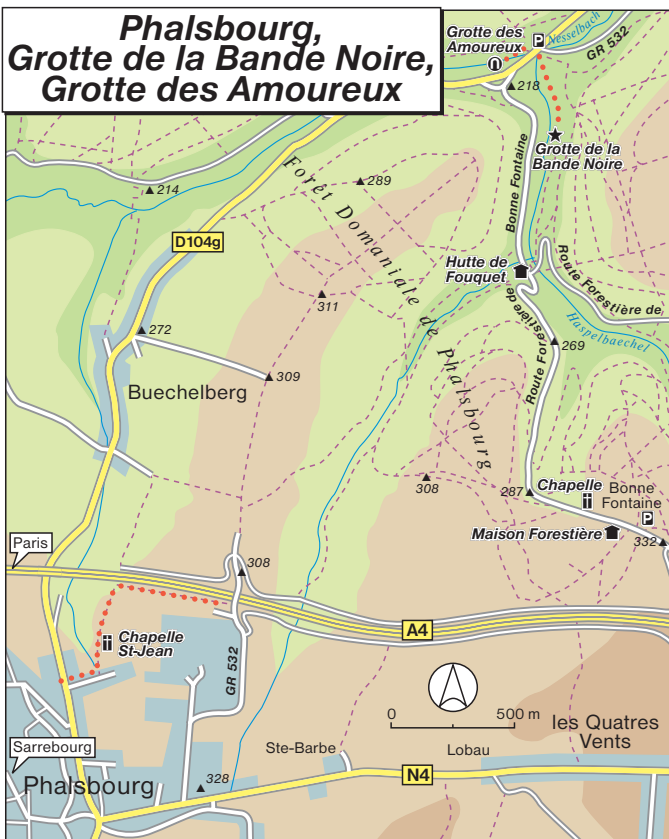 Phalsbourg,
Grotte de la Bande Noire,
Grotte des Amoureux
Grotte des
Amoureux
P
Nesselbach
GR 532
218
Grotte de la
Bande Noire
Bonne Fontaine
Forêt Domaniale de Phalsbourg
289
214
D104g
Hutte de
Fouquet
Route Forestière de
Route Forestière de
Haspelbaechel
311
272
269
309
Buechelberg
308
287
Chapelle
Bonne
Fontaine
P
Maison Forestière
332
Paris
308
A4
Chapelle
St-Jean
GR 532
0
500 m
les Quatres
Vents
Sarrebourg
Ste-Barbe
Lobau
Phalsbourg
328
N4